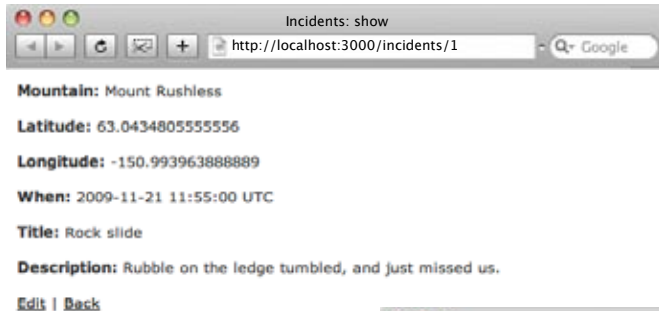 Incidents: show
http://localhost:3000/incidents/1
Google
Mountain: Mount Rushless
Latitude: 63.0434805555556
Longitude: -150.993963888889
When: 2009-11-21 11:55:00 UTC
Title: Rock slide
Description: Rubble on the ledge tumbled, and just missed us.
Edit | Back